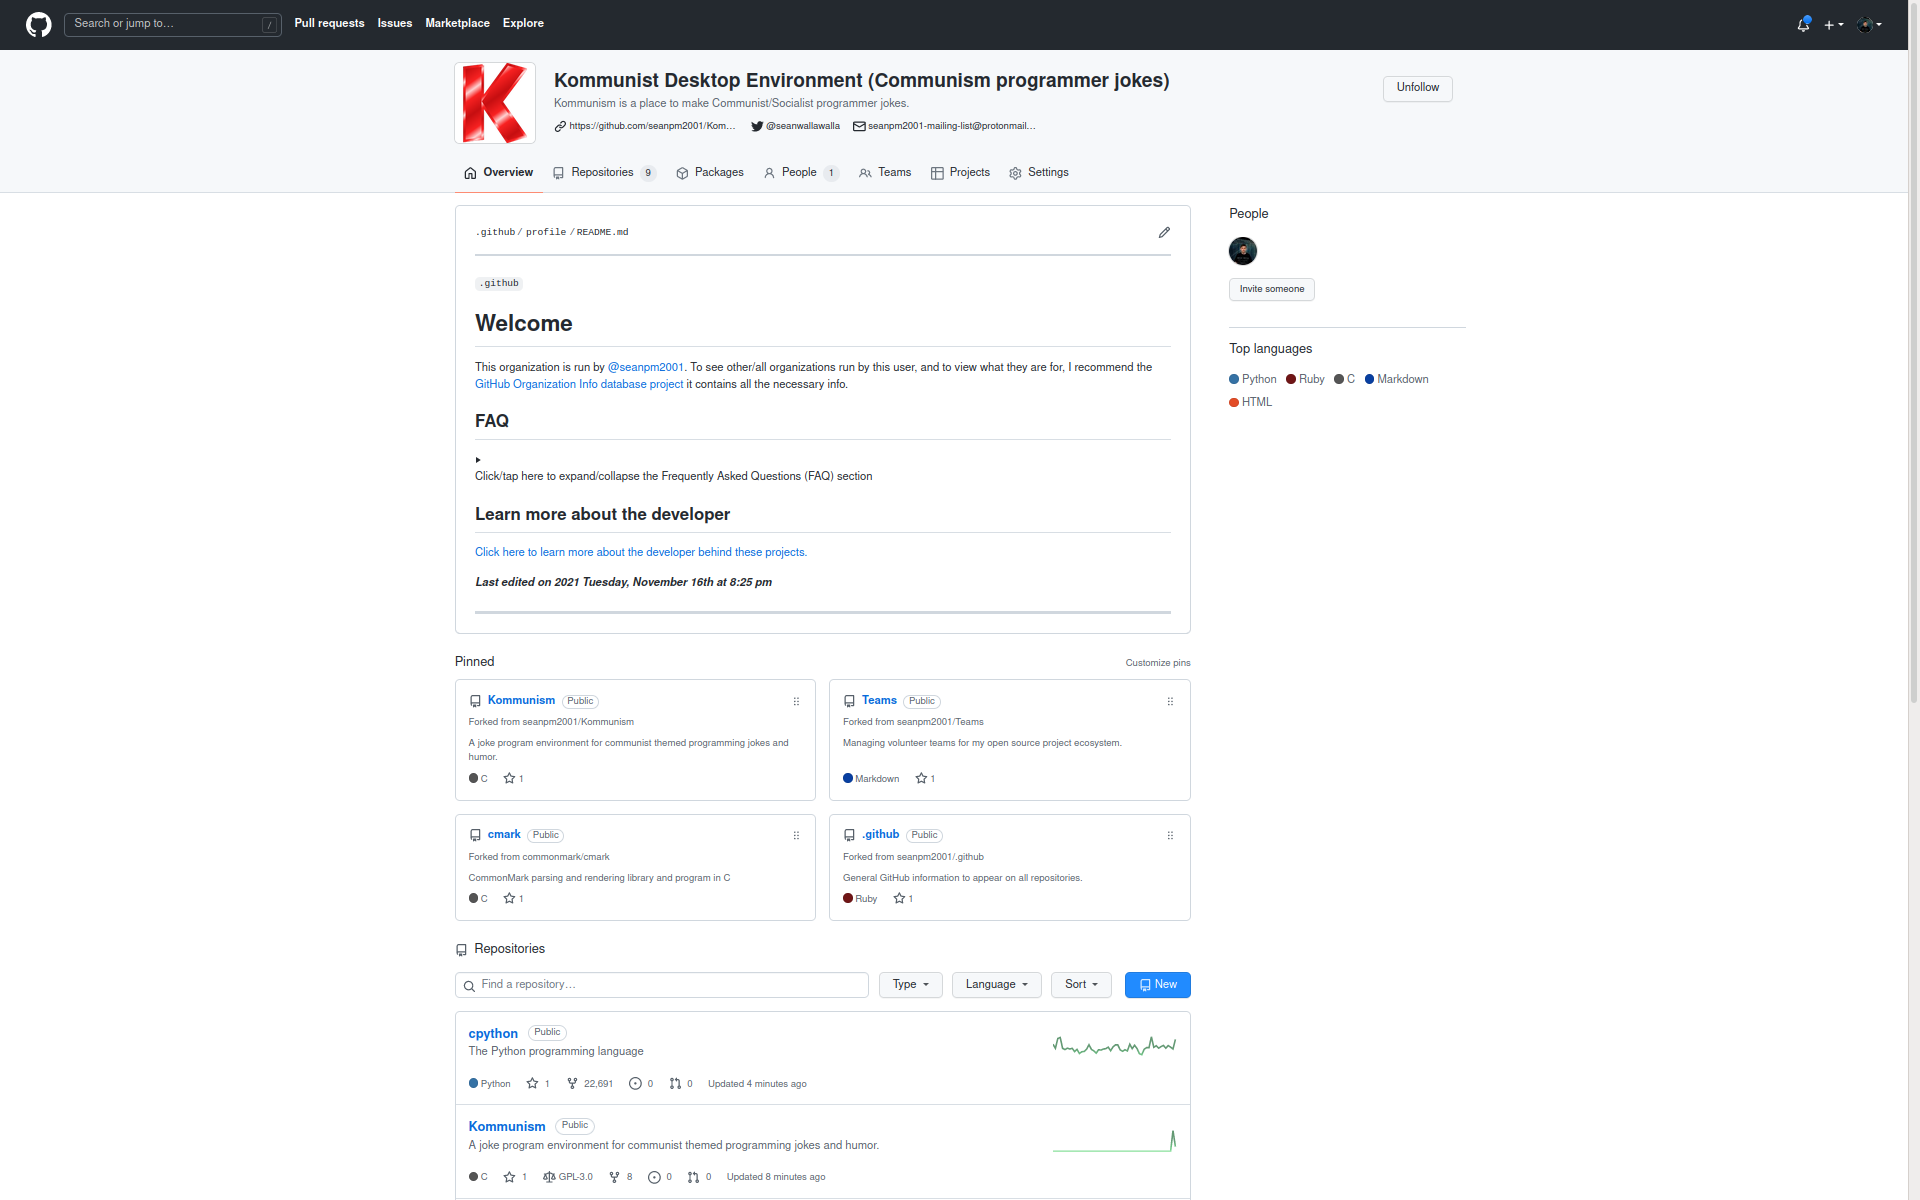 Search or jump to...
/
Pull requests
Issues
Marketplace
Explore
K
Kommunist Desktop Environment (Communism programmer jokes)
Unfollow
Kommunism is a place to make Communist/Socialist programmer jokes.
https://github.com/seanpm2001/Kom...
@seanwallawalla
seanpm2001-mailing-list@protonmail...
Overview
Repositories 9
Packages
People 1
Teams
Projects
Settings
.github / profile / README.md
.github
Welcome
This organization is run by @seanpm2001. To see other/all organizations run by this user, and to view what they are for, I recommend the
GitHub Organization Info database project it contains all the necessary info.
FAQ
Click/tap here to expand/collapse the Frequently Asked Questions (FAQ) section
Learn more about the developer
Click here to learn more about the developer behind these projects.
Last edited on 2021 Tuesday, November 16th at 8:25 pm
People
Invite someone
Top languages
Python Ruby C Markdown
HTML
Pinned
Customize pins
Kommunism Public
Forked from seanpm2001/Kommunism
A joke program environment for communist themed programming jokes and
humor.
C 1
Teams Public
Forked from seanpm2001/Teams
Managing volunteer teams for my open source project ecosystem.
Markdown 1
cmark Public
Forked from commonmark/cmark
CommonMark parsing and rendering library and program in C
C 1
.github Public
Forked from seanpm2001/.github
General GitHub information to appear on all repositories.
Ruby 1
Repositories
Find a repository...
Type
Language
Sort
New
cpython Public
The Python programming language
Python 1 22,691 0 0 Updated 4 minutes ago
Kommunism Public
A joke program environment for communist themed programming jokes and humor.
C 1 GPL-3.0 8 0 0 Updated 8 minutes ago